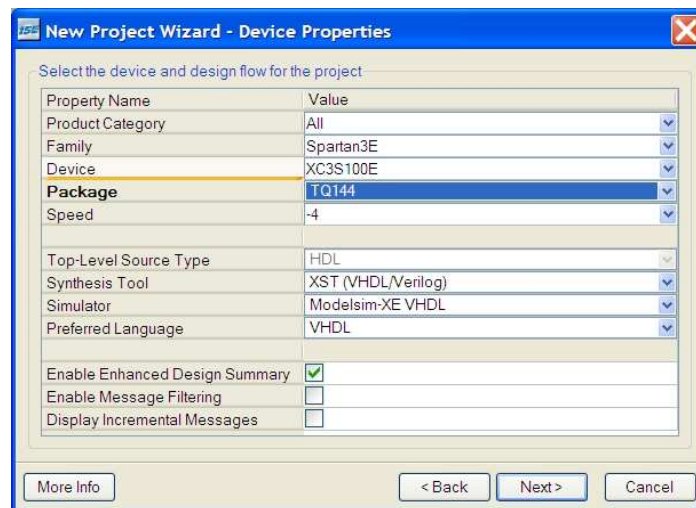 ISE New Project Wizard - Device Properties
Select the device and design flow for the project
Property Name Value
Product Category All
Family Spartan3E
Device XC3S100E
Package TQ144
Speed -4
Top-Level Source Type HDL
Synthesis Tool XST (VHDL/Verilog)
Simulator Modelsim-XE VHDL
Preferred Language VHDL
Enable Enhanced Design Summary
Enable Message Filtering
Display Incremental Messages
More Info < Back Next > Cancel